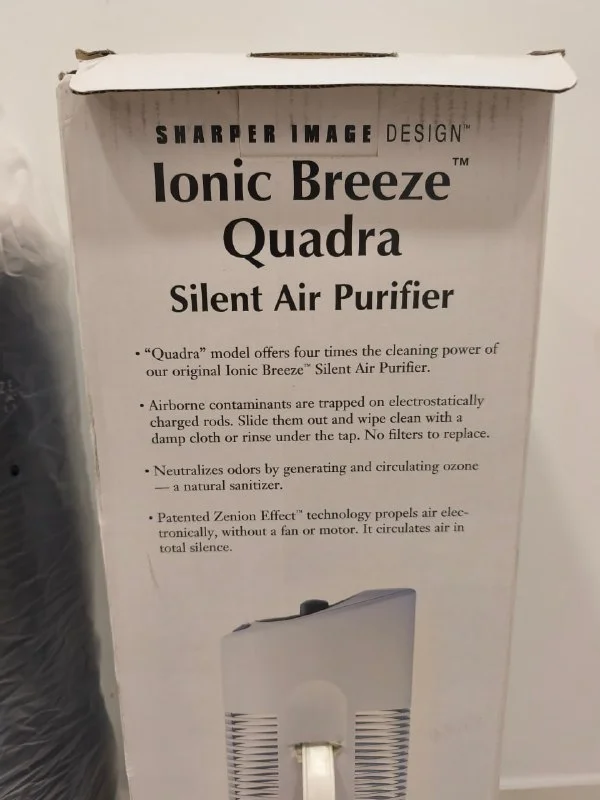 SHARPER IMAGE DESIGN™
Ionic Breeze™
Quadra
Silent Air Purifier
• “Quadra” model offers four times the cleaning power of
our original Ionic Breeze™ Silent Air Purifier.
• Airborne contaminants are trapped on electrostatically
charged rods. Slide them out and wipe clean with a
damp cloth or rinse under the tap. No filters to replace.
• Neutralizes odors by generating and circulating ozone
— a natural sanitizer.
• Patented Zenion Effect™ technology propels air elec-
tronically, without a fan or motor. It circulates air in
total silence.